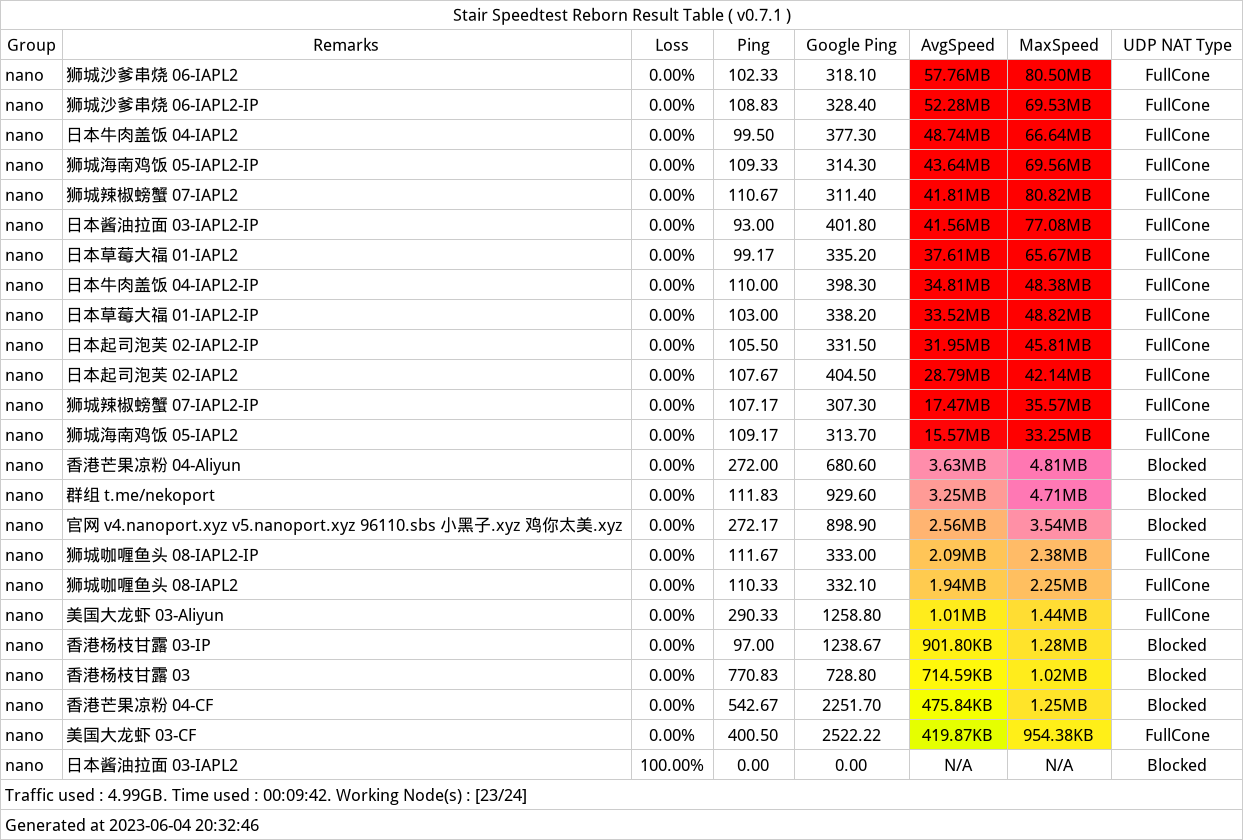 Stair Speedtest Reborn Result Table ( v0.7.1 )
Group Remarks Loss Ping Google Ping AvgSpeed MaxSpeed UDP NAT Type
nano 狮城沙爹串烧 06-IAPL2 0.00% 102.33 318.10 57.76MB 80.50MB FullCone
nano 狮城沙爹串烧 06-IAPL2-IP 0.00% 108.83 328.40 52.28MB 69.53MB FullCone
nano 日本牛肉盖饭 04-IAPL2 0.00% 99.50 377.30 48.74MB 66.64MB FullCone
nano 狮城海南鸡饭 05-IAPL2-IP 0.00% 109.33 314.30 43.64MB 69.56MB FullCone
nano 狮城辣椒螃蟹 07-IAPL2 0.00% 110.67 311.40 41.81MB 80.82MB FullCone
nano 日本酱油拉面 03-IAPL2-IP 0.00% 93.00 401.80 41.56MB 77.08MB FullCone
nano 日本草莓大福 01-IAPL2 0.00% 99.17 335.20 37.61MB 65.67MB FullCone
nano 日本牛肉盖饭 04-IAPL2-IP 0.00% 110.00 398.30 34.81MB 48.38MB FullCone
nano 日本草莓大福 01-IAPL2-IP 0.00% 103.00 338.20 33.52MB 48.82MB FullCone
nano 日本起司泡芙 02-IAPL2-IP 0.00% 105.50 331.50 31.95MB 45.81MB FullCone
nano 日本起司泡芙 02-IAPL2 0.00% 107.67 404.50 28.79MB 42.14MB FullCone
nano 狮城辣椒螃蟹 07-IAPL2-IP 0.00% 107.17 307.30 17.47MB 35.57MB FullCone
nano 狮城海南鸡饭 05-IAPL2 0.00% 109.17 313.70 15.57MB 33.25MB FullCone
nano 香港芒果凉粉 04-Aliyun 0.00% 272.00 680.60 3.63MB 4.81MB Blocked
nano 群组 t.me/nekoport 0.00% 111.83 929.60 3.25MB 4.71MB Blocked
nano 官网 v4.nanoport.xyz v5.nanoport.xyz 96110.sbs 小黑子.xyz 鸡你太美.xyz 0.00% 272.17 898.90 2.56MB 3.54MB Blocked
nano 狮城咖喱鱼头 08-IAPL2-IP 0.00% 111.67 333.00 2.09MB 2.38MB FullCone
nano 狮城咖喱鱼头 08-IAPL2 0.00% 110.33 332.10 1.94MB 2.25MB FullCone
nano 美国大龙虾 03-Aliyun 0.00% 290.33 1258.80 1.01MB 1.44MB FullCone
nano 香港杨枝甘露 03-IP 0.00% 97.00 1238.67 901.80KB 1.28MB Blocked
nano 香港杨枝甘露 03 0.00% 770.83 728.80 714.59KB 1.02MB Blocked
nano 香港芒果凉粉 04-CF 0.00% 542.67 2251.70 475.84KB 1.25MB Blocked
nano 美国大龙虾 03-CF 0.00% 400.50 2522.22 419.87KB 954.38KB FullCone
nano 日本酱油拉面 03-IAPL2 100.00% 0.00 0.00 N/A N/A Blocked
Traffic used : 4.99GB. Time used : 00:09:42. Working Node(s) : [23/24]
Generated at 2023-06-04 20:32:46